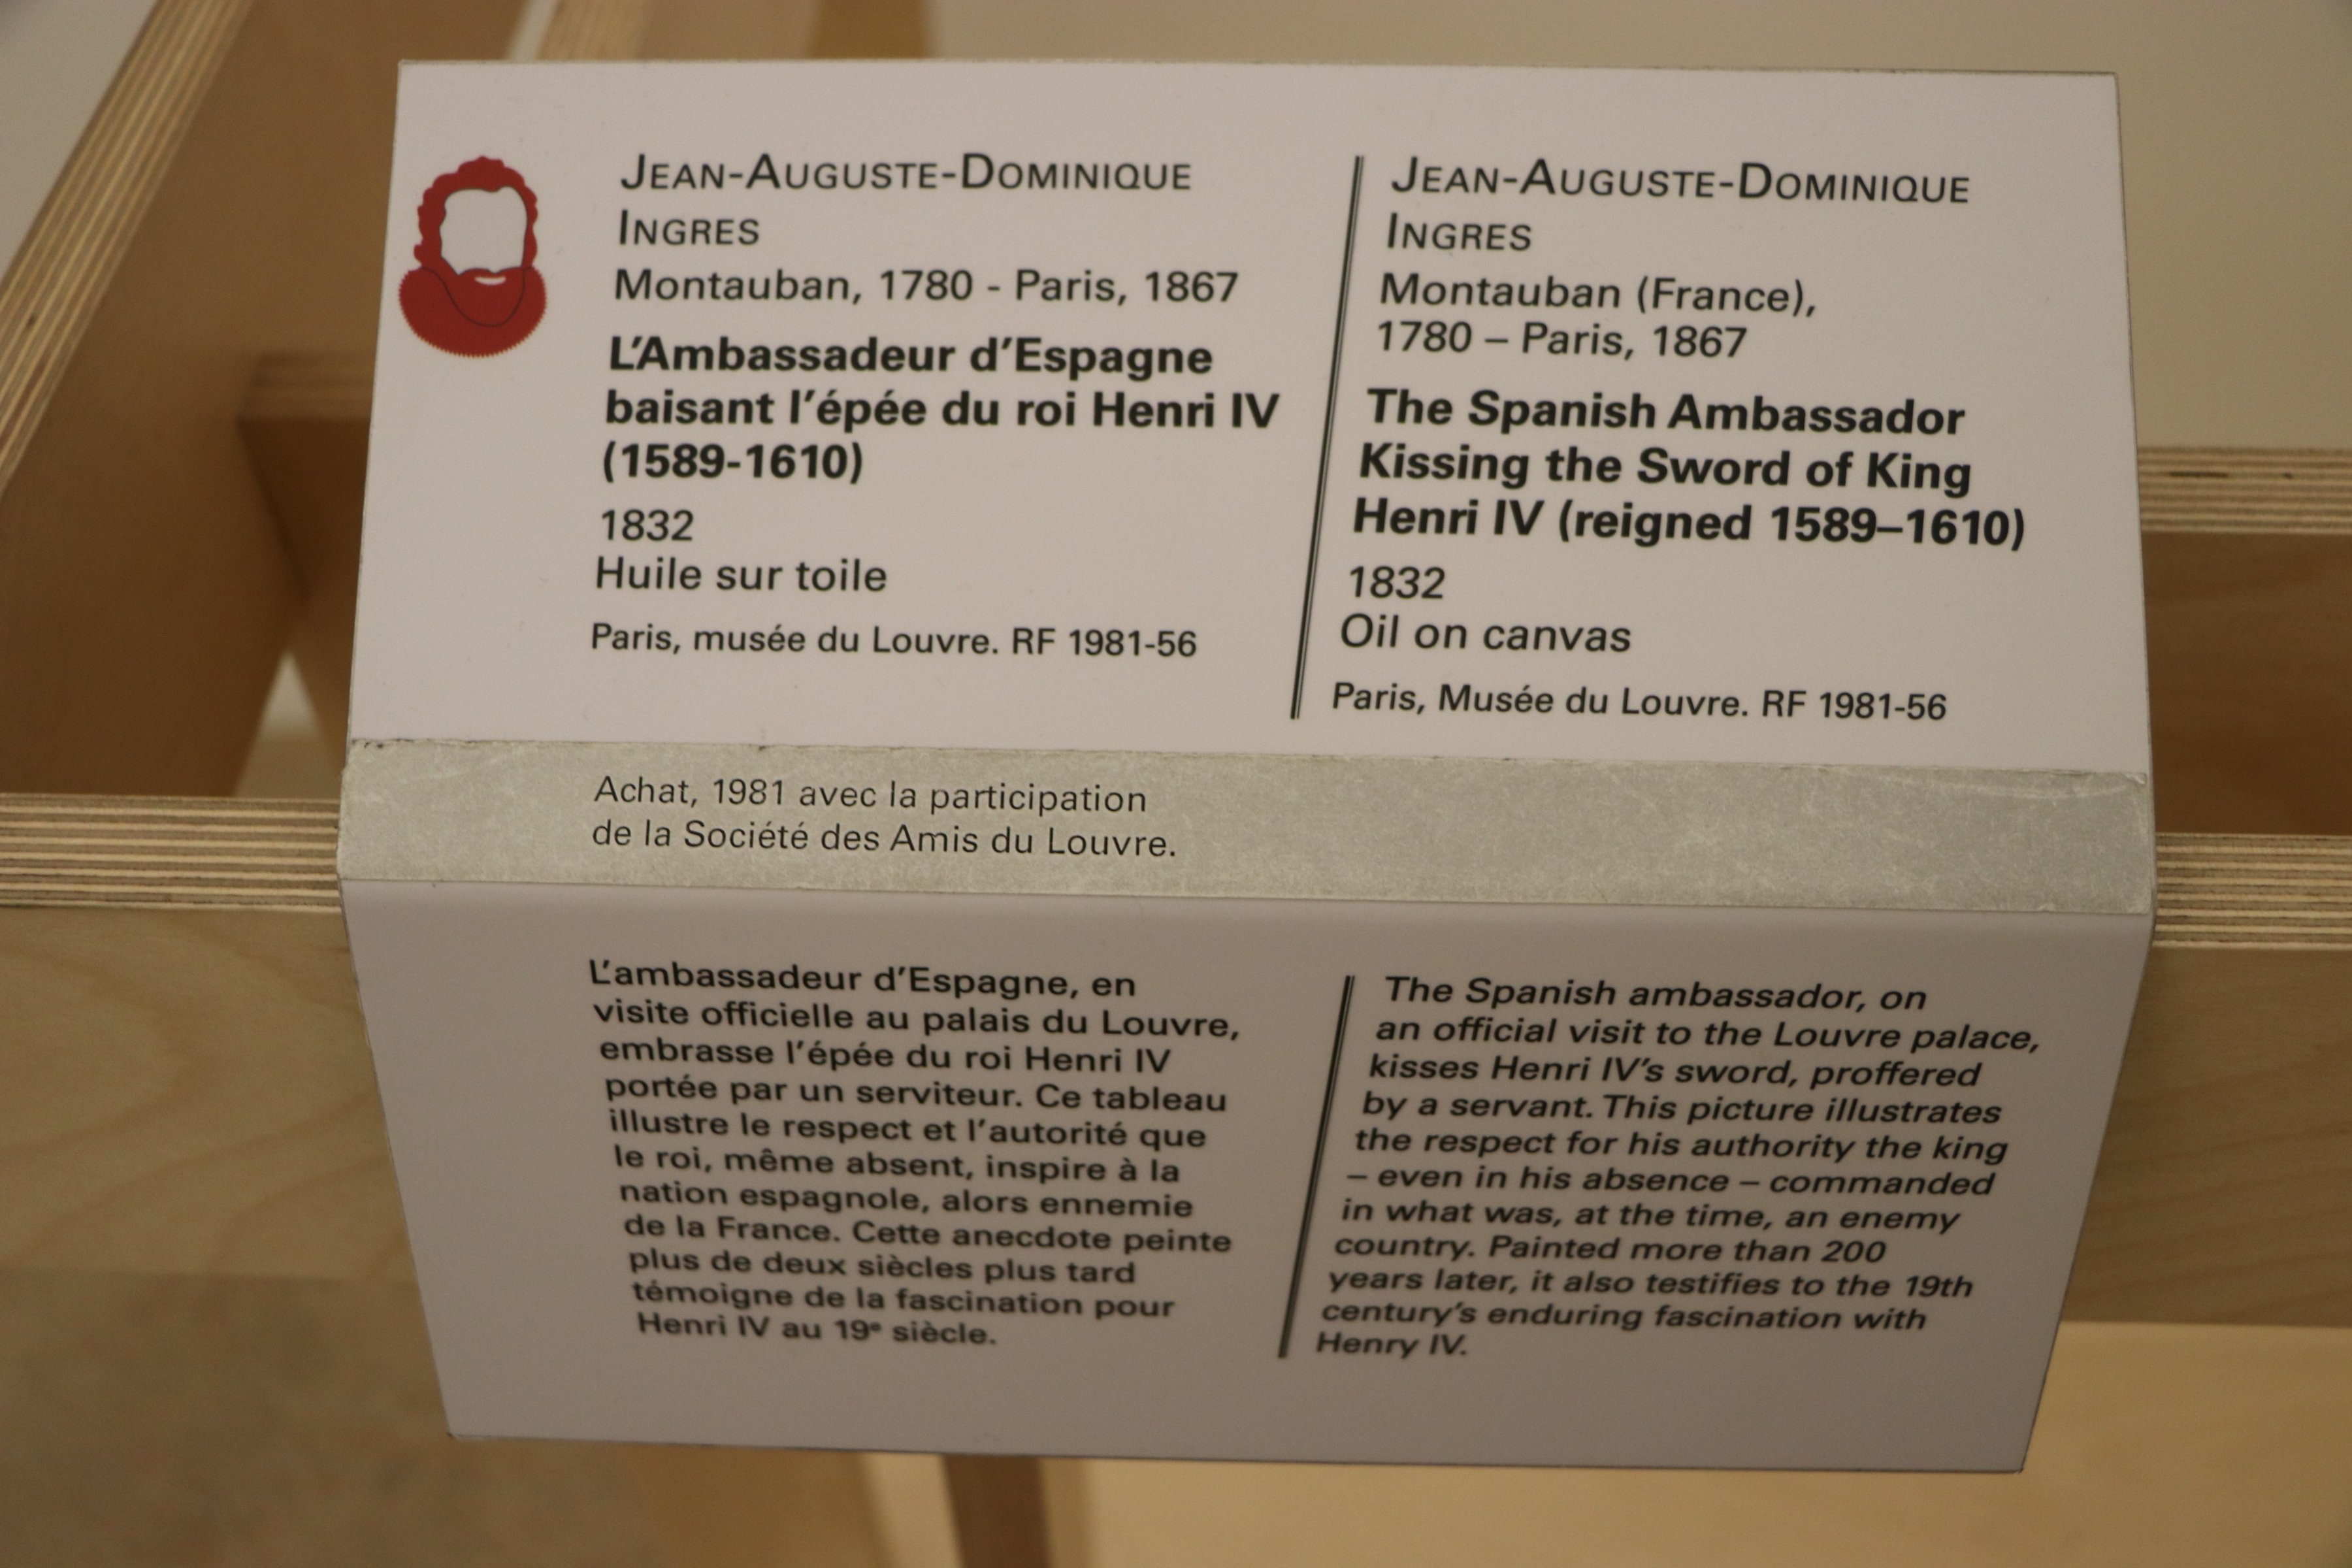 JEAN-AUGUSTE-DOMINIQUE
INGRES
Montauban, 1780 - Paris, 1867
L'Ambassadeur d'Espagne
baisant l'épée du roi Henri IV
(1589-1610)
1832
Huile sur toile
Paris, musée du Louvre. RF 1981-56
JEAN-AUGUSTE-DOMINIQUE
INGRES
Montauban (France),
1780 – Paris, 1867
The Spanish Ambassador
Kissing the Sword of King
Henri IV (reigned 1589–1610)
1832
Oil on canvas
Paris, Musée du Louvre. RF 1981-56
Achat, 1981 avec la participation
de la Société des Amis du Louvre.
L'ambassadeur d'Espagne, en
visite officielle au palais du Louvre,
embrasse l'épée du roi Henri IV
portée par un serviteur. Ce tableau
illustre le respect et l'autorité que
le roi, même absent, inspire à la
nation espagnole, alors ennemie
de la France. Cette anecdote peinte
plus de deux siècles plus tard
témoigne de la fascination pour
Henri IV au 19e siècle.
The Spanish ambassador, on
an official visit to the Louvre palace,
kisses Henri IV's sword, proffered
by a servant. This picture illustrates
the respect for his authority the king
– even in his absence – commanded
in what was, at the time, an enemy
country. Painted more than 200
years later, it also testifies to the 19th
century's enduring fascination with
Henry IV.